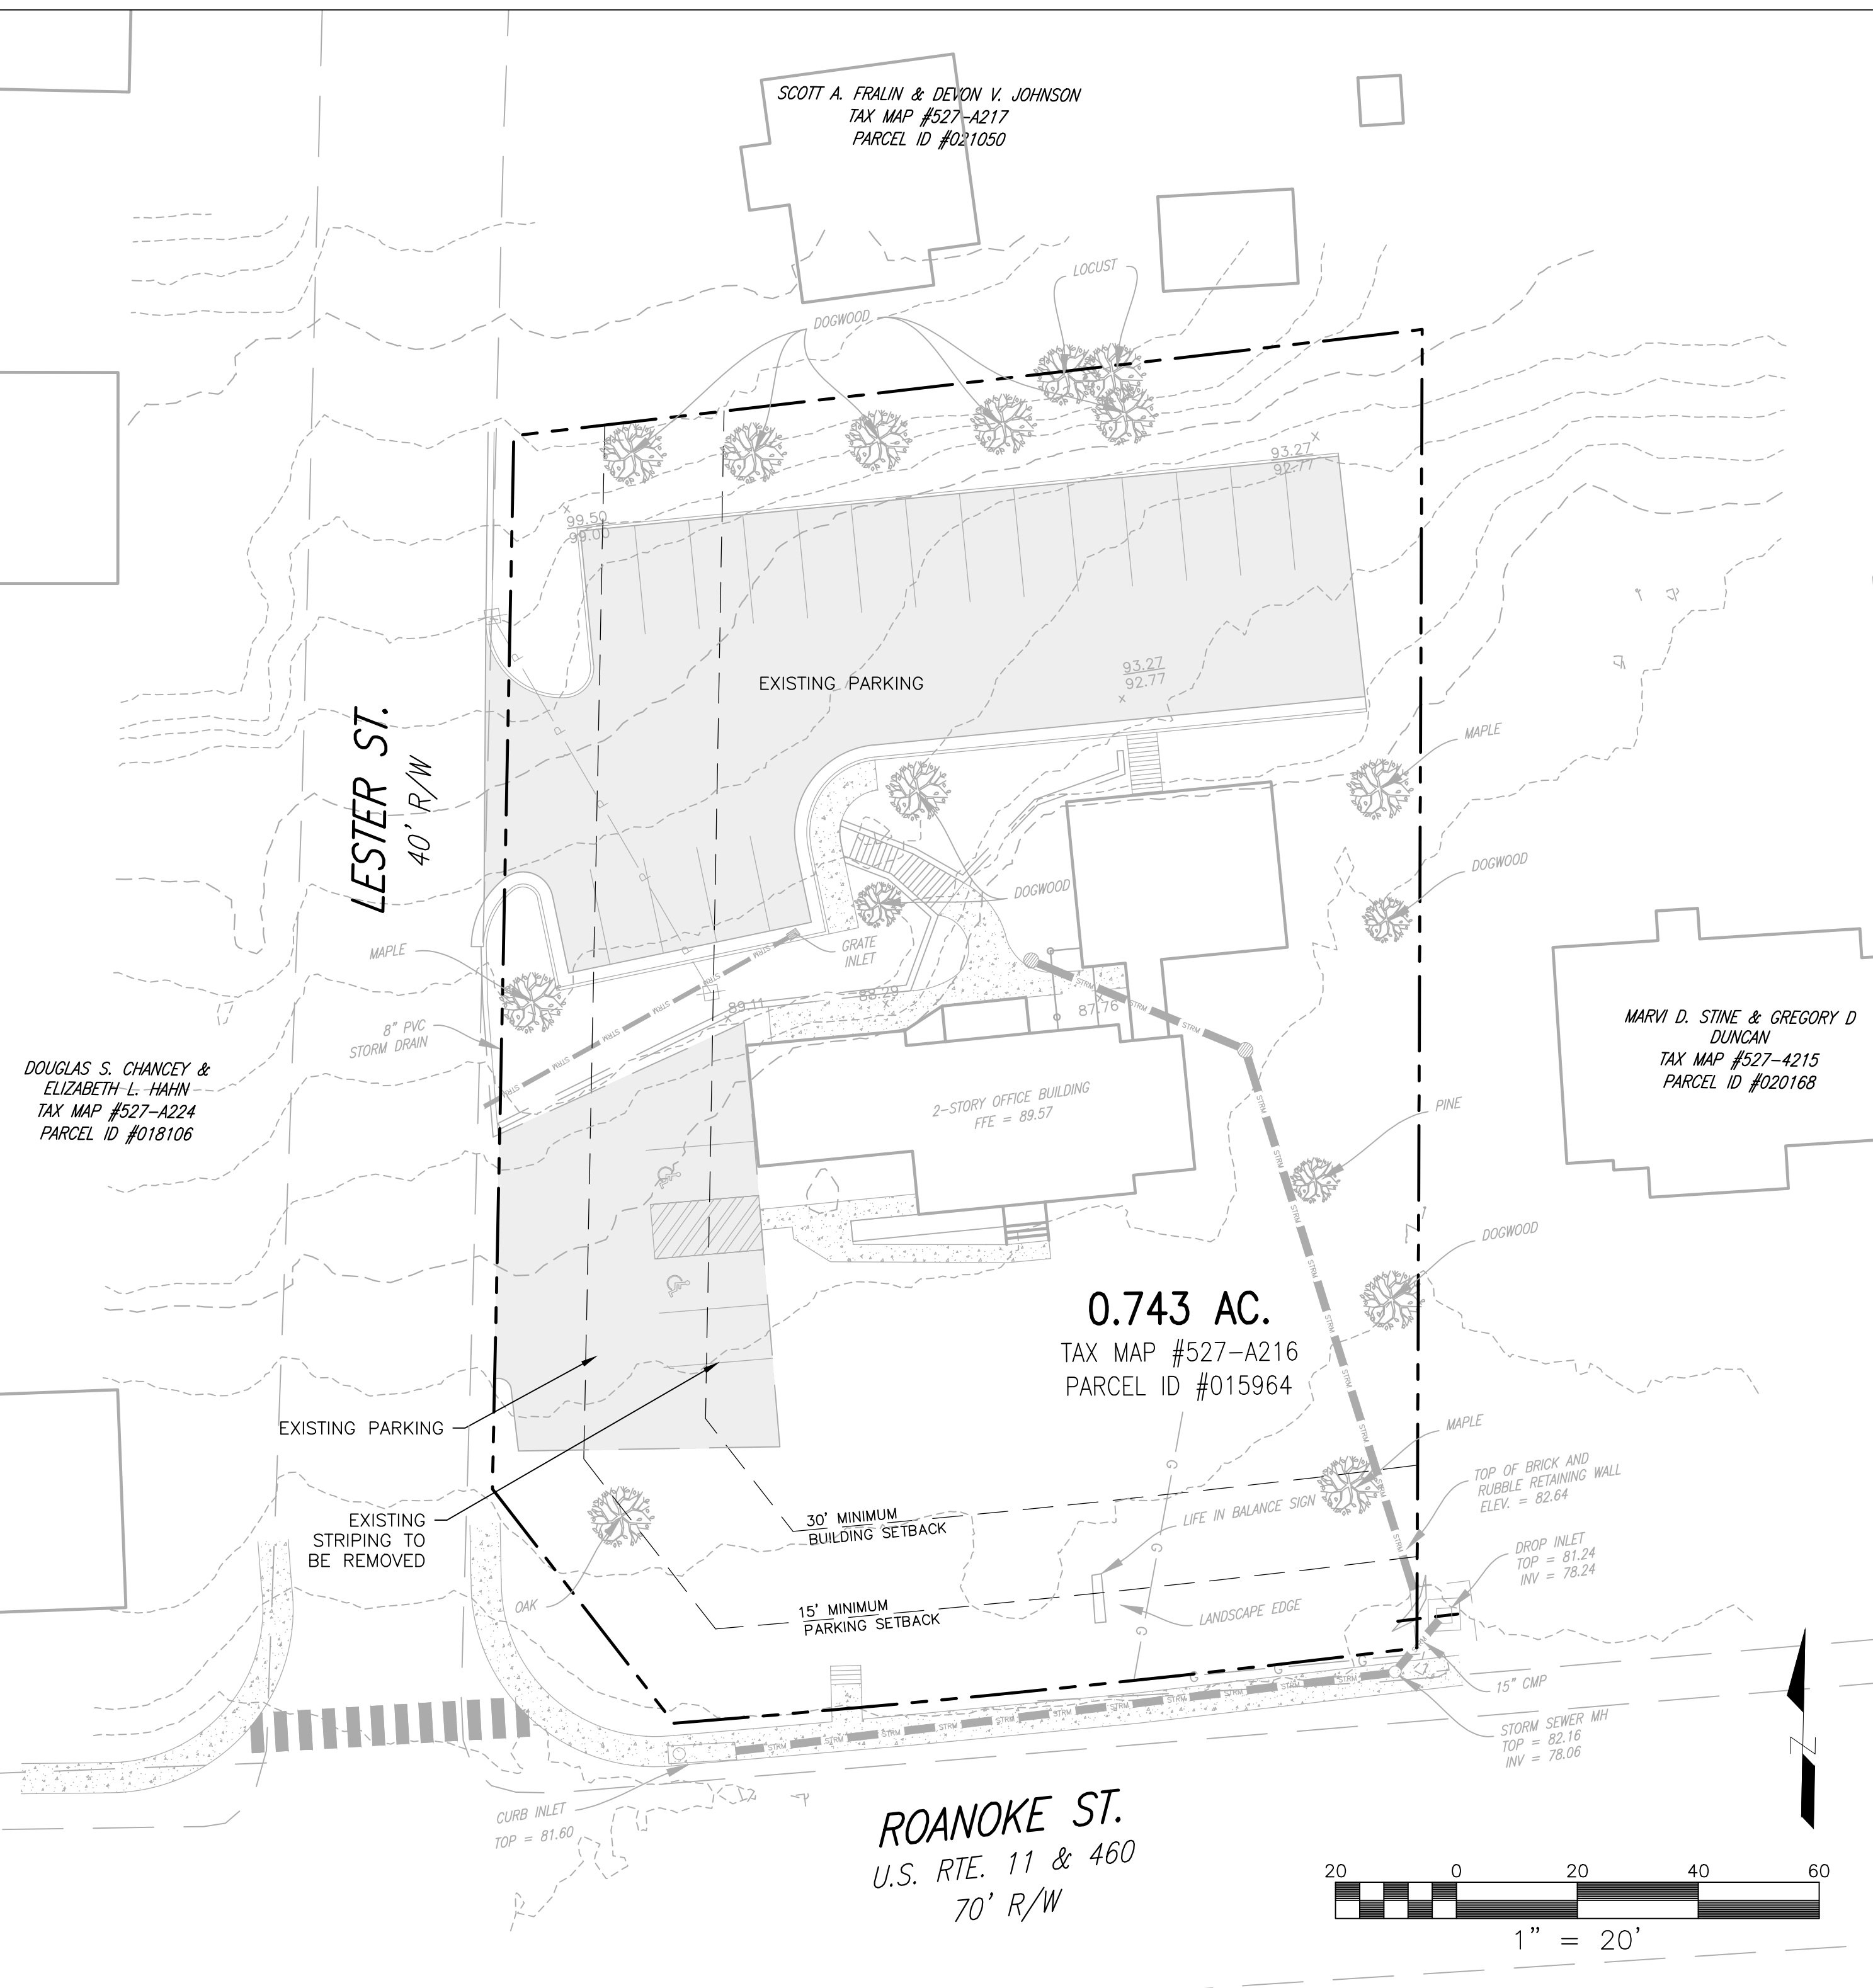 SCOTT A. FRALIN & DEVON V. JOHNSON
TAX MAP #527-A217
PARCEL ID #021050
LOCUST
DOGWOOD
93.27
92.77
99.50
99.00
EXISTING PARKING
93.27
92.77
LESTER ST.
40' R/W
MAPLE
DOGWOOD
DOGWOOD
GRATE
INLET
MAPLE
8" PVC
STORM DRAIN
89.11
88.29
87.76
DOUGLAS S. CHANCEY &
ELIZABETH L. HAHN
TAX MAP #527-A224
PARCEL ID #018106
MARVI D. STINE & GREGORY D
DUNCAN
TAX MAP #527-4215
PARCEL ID #020168
2-STORY OFFICE BUILDING
FFE = 89.57
PINE
DOGWOOD
0.743 AC.
TAX MAP #527-A216
PARCEL ID #015964
EXISTING PARKING
EXISTING
STRIPING TO
BE REMOVED
MAPLE
TOP OF BRICK AND
RUBBLE RETAINING WALL
ELEV. = 82.64
30' MINIMUM
BUILDING SETBACK
LIFE IN BALANCE SIGN
DROP INLET
TOP = 81.24
INV = 78.24
OAK
15' MINIMUM
PARKING SETBACK
LANDSCAPE EDGE
15" CMP
STORM SEWER MH
TOP = 82.16
INV = 78.06
CURB INLET
TOP = 81.60
ROANOKE ST.
U.S. RTE. 11 & 460
70' R/W
20 0 20 40 60
1" = 20'